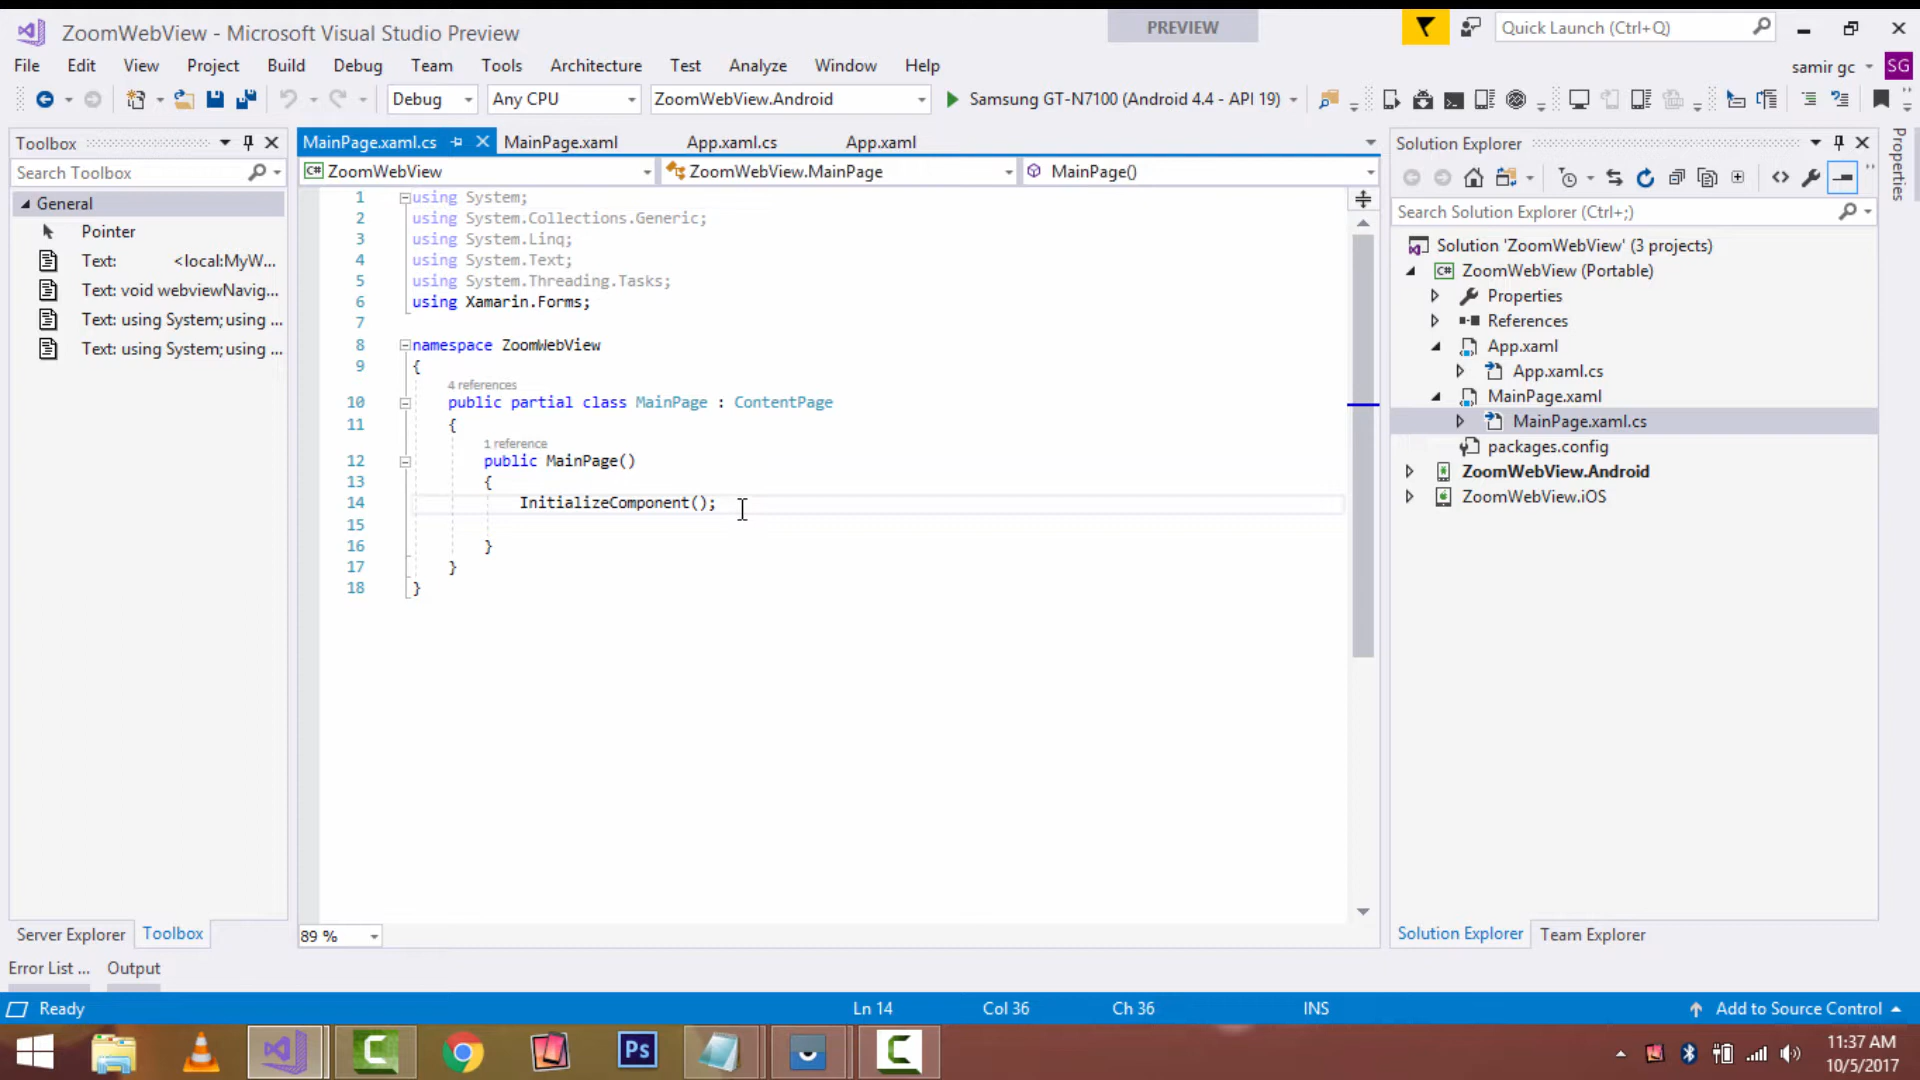 ZoomWebView - Microsoft Visual Studio Preview
PREVIEW
Quick Launch (Ctrl+Q)
File Edit View Project Build Debug Team Tools Architecture Test Analyze Window Help
samir gc SG
Debug Any CPU ZoomWebView.Android Samsung GT-N7100 (Android 4.4 - API 19)
Toolbox
Search Toolbox
General
Pointer
Text: <local:MyW...
Text: void webviewNavig...
Text: using System;using ...
Text: using System;using ...
Server Explorer Toolbox
MainPage.xaml.cs MainPage.xaml App.xaml.cs App.xaml
C# ZoomWebView ZoomWebView.MainPage MainPage()
1 using System;
2 using System.Collections.Generic;
3 using System.Linq;
4 using System.Text;
5 using System.Threading.Tasks;
6 using Xamarin.Forms;
7
8 namespace ZoomWebView
9 {
4 references
10 public partial class MainPage : ContentPage
11 {
1 reference
12 public MainPage()
13 {
14 InitializeComponent();
15
16 }
17 }
18 }
89 %
Solution Explorer
Search Solution Explorer (Ctrl+;)
Solution 'ZoomWebView' (3 projects)
C# ZoomWebView (Portable)
Properties
References
App.xaml
App.xaml.cs
MainPage.xaml
MainPage.xaml.cs
packages.config
ZoomWebView.Android
ZoomWebView.iOS
Solution Explorer Team Explorer
Properties
Error List ... Output
Ready Ln 14 Col 36 Ch 36 INS Add to Source Control
Ps
11:37 AM
10/5/2017